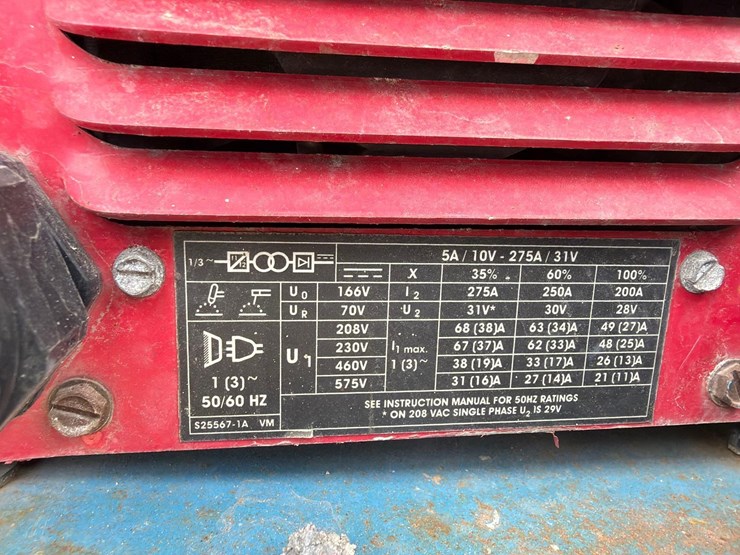 1/3~ 5A / 10V - 275A / 31V
X 35% 60% 100%
U0 166V I2 275A 250A 200A
UR 70V U2 31V* 30V 28V
U1 208V I1 max. 1 (3)~ 68 (38)A 63 (34)A 49 (27)A
230V 67 (37)A 62 (33)A 48 (25)A
460V 38 (19)A 33 (17)A 26 (13)A
575V 31 (16)A 27 (14)A 21 (11)A
1 (3)~
50/60 HZ
SEE INSTRUCTION MANUAL FOR 50HZ RATINGS
* ON 208 VAC SINGLE PHASE U2 IS 29V
S25567-1A VM